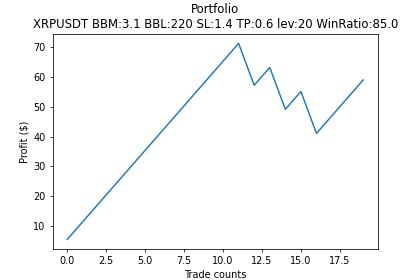 Portfolio
XRPUSDT BBM:3.1 BBL:220 SL:1.4 TP:0.6 lev:20 WinRatio:85.0
70
60
50
40
30
20
10
Profit ($)
0.0 2.5 5.0 7.5 10.0 12.5 15.0 17.5
Trade counts